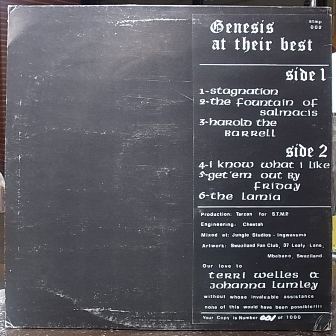 Genesis
at their best
stmp
002
side 1
1-stagnation
2-the fountain of
salmacis
3-harold the
barrell
side 2
4-I know what i like
5-get'em out by
friday
6-the lamia
Production: Tarzan for S.T.M.P.
Engineering: Cheetah
Mixed at: Jungle Studios - Ingwavuma
Artwork: Swaziland Fan Club, 37 Leafy Lane,
Mbabane, Swaziland
Our love to
terri welles &
Johanna Lumley
without whose invaluable assistance
none of this would have been possible!!!!
Your Copy is Number
of 1000